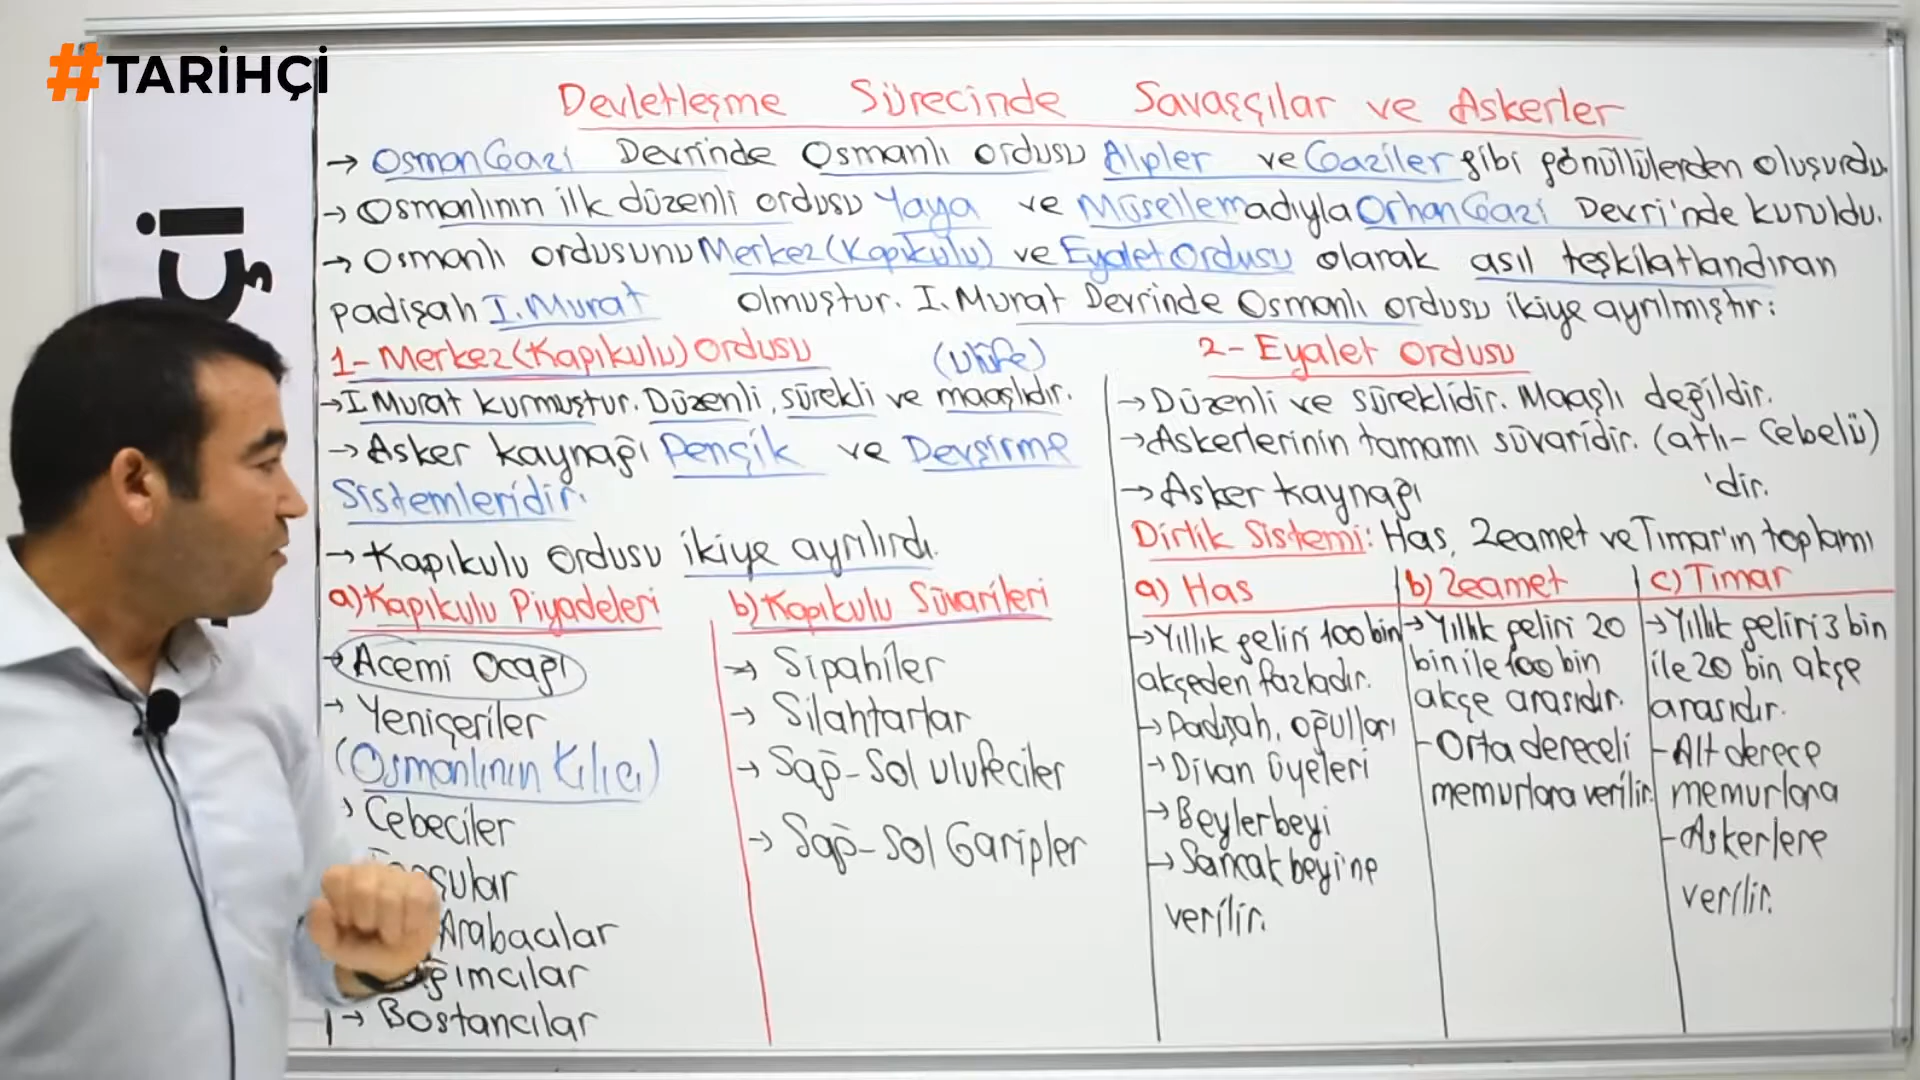 #TARİHÇİ
Çİ
Devletleşme Sürecinde Savaşçılar ve Askerler
→ Osman Gazi Devrinde Osmanlı ordusu Alpler ve Gaziler gibi gönüllülerden oluşurdu.
→ Osmanlının ilk düzenli ordusu Yaya ve Müsellem adıyla Orhan Gazi Devri'nde kuruldu.
→ Osmanlı ordusunu Merkez (Kapıkulu) ve Eyalet Ordusu olarak asıl teşkilatlandıran
padişah I. Murat olmuştur. I. Murat Devrinde Osmanlı ordusu ikiye ayrılmıştır:
1- Merkez (Kapıkulu) Ordusu (Ulûfe)
→ I Murat kurmuştur. Düzenli, sürekli ve maaşlıdır.
→ Asker kaynağı Pençik ve Devşirme
Sistemleridir.
→ Kapıkulu ordusu ikiye ayrılırdı.
a) Kapıkulu Piyadeleri
→ Acemi Ocağı
→ Yeniçeriler
(Osmanlının Kılıcı)
→ Cebeciler
şular
Arabacılar
ğımcılar
→ Bostancılar
b) Kapıkulu Süvarileri
→ Sipahiler
→ Silahtarlar
→ Sağ-Sol ulufeciler
→ Sağ-Sol Garipler
2- Eyalet Ordusu
→ Düzenli ve süreklidir. Maaşlı değildir.
→ Askerlerinin tamamı süvaridir. (atlı- Cebelü)
→ Asker kaynağı 'dir.
Dirlik Sistemi: Has, Zeamet ve Tımar'ın toplamı
a) Has
→ Yıllık geliri 100 bin
akçeden fazladır.
→ Padişah, oğulları
→ Divan üyeleri
→ Beylerbeyi
→ Sancak beyine
verilir.
b) Zeamet
→ Yıllık geliri 20
bin ile 100 bin
akçe arasıdır.
- Orta dereceli
memurlara verilir.
c) Tımar
→ Yıllık geliri 3 bin
ile 20 bin akçe
arasıdır.
- Alt derece
memurlara
- Askerlere
verilir.